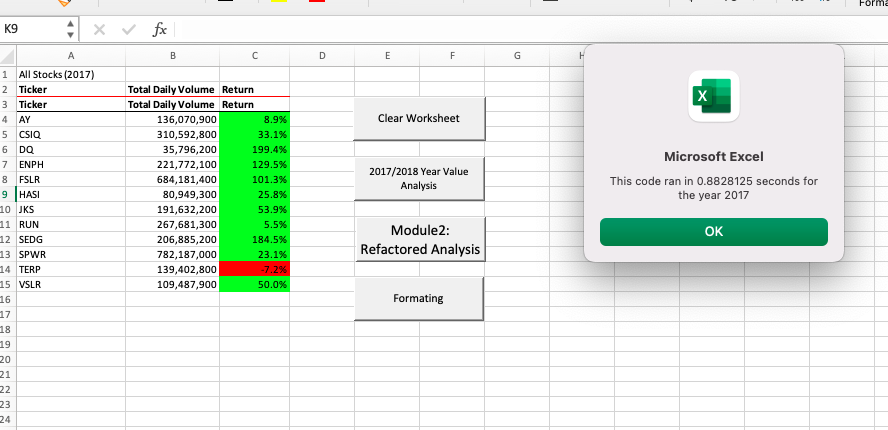 Forma
K9
fx
A B C D E F G H
1 All Stocks (2017)
2 Ticker Total Daily Volume Return
3 Ticker Total Daily Volume Return
4 AY 136,070,900 8.9%
5 CSIQ 310,592,800 33.1%
6 DQ 35,796,200 199.4%
7 ENPH 221,772,100 129.5%
8 FSLR 684,181,400 101.3%
9 HASI 80,949,300 25.8%
10 JKS 191,632,200 53.9%
11 RUN 267,681,300 5.5%
12 SEDG 206,885,200 184.5%
13 SPWR 782,187,000 23.1%
14 TERP 139,402,800 -7.2%
15 VSLR 109,487,900 50.0%
16
17
18
19
20
21
22
23
24
Clear Worksheet
2017/2018 Year Value
Analysis
Module2:
Refactored Analysis
Formating
X
Microsoft Excel
This code ran in 0.8828125 seconds for
the year 2017
OK